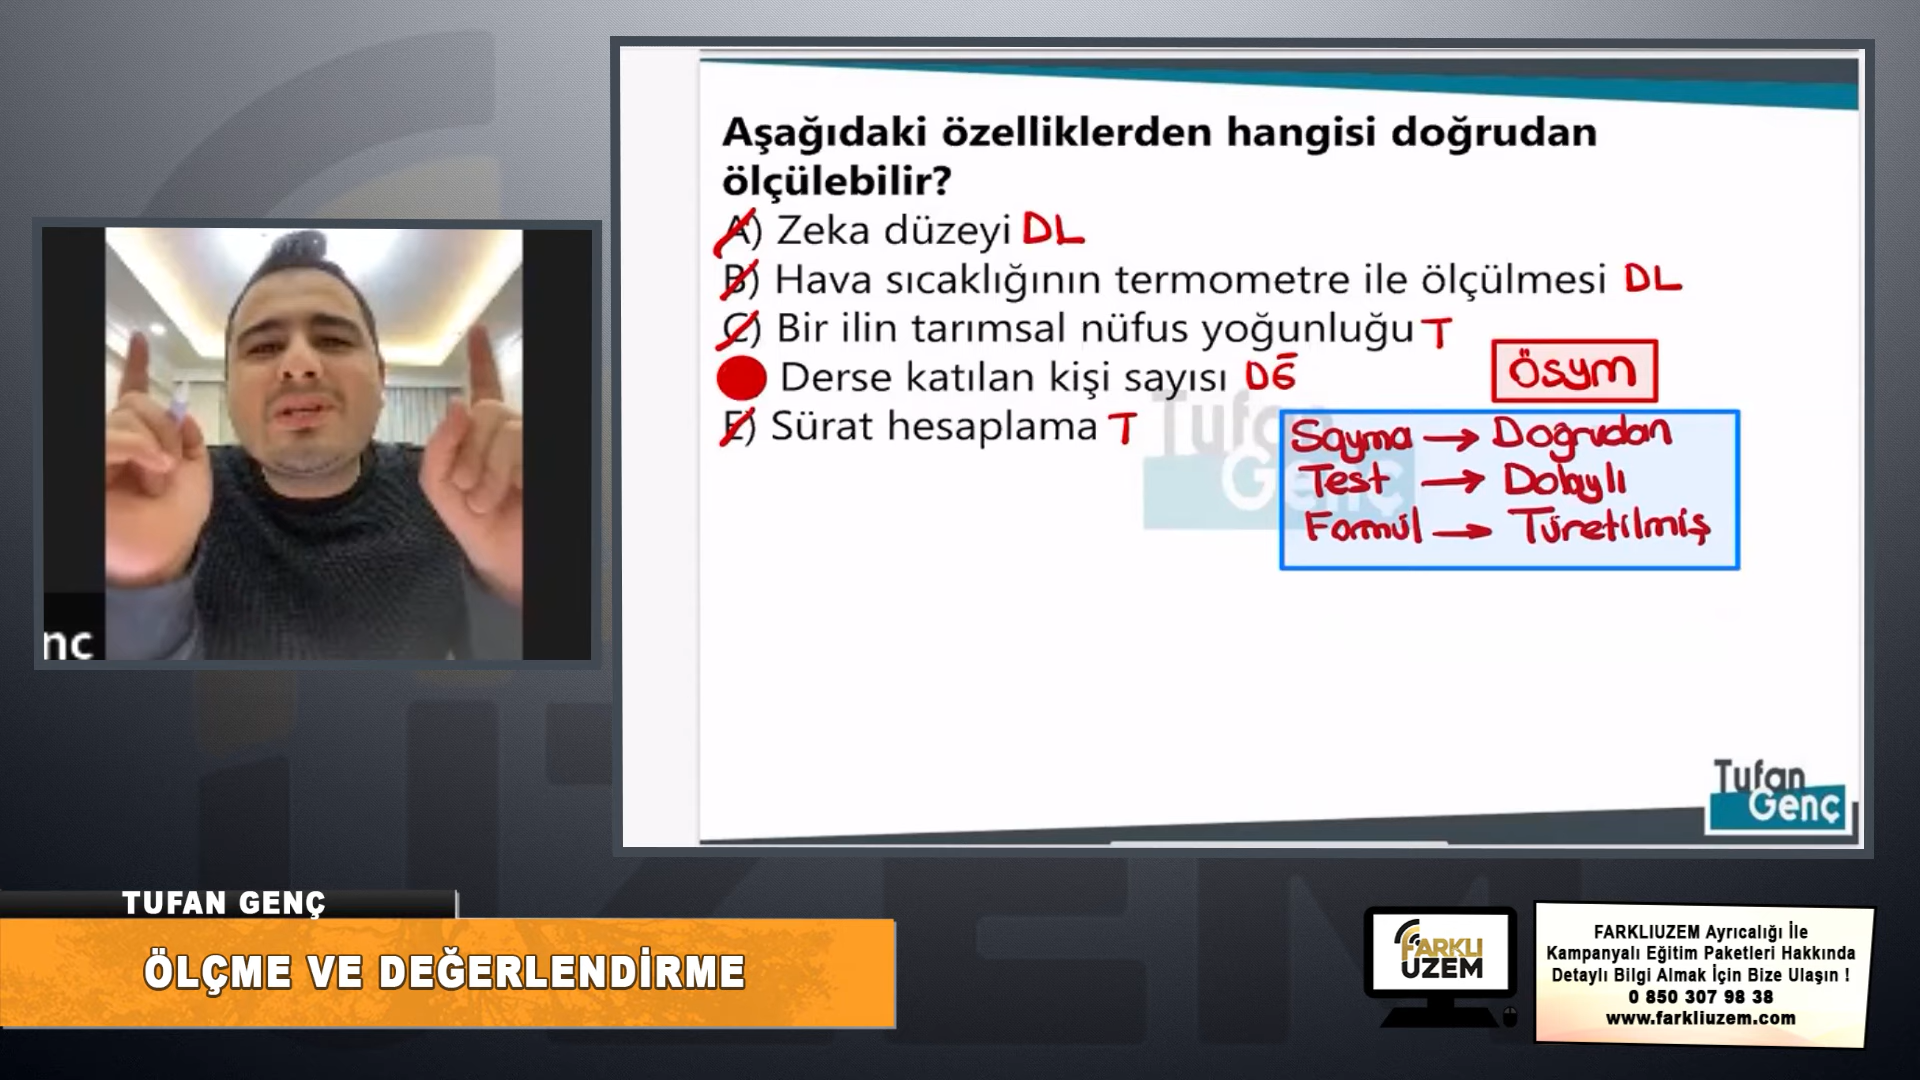 Aşağıdaki özelliklerden hangisi doğrudan
ölçülebilir?
A) Zeka düzeyi DL
B) Hava sıcaklığının termometre ile ölçülmesi DL
C) Bir ilin tarımsal nüfus yoğunluğu T
Derse katılan kişi sayısı DĞ
E) Sürat hesaplama T
ÖSYM
Sayma → Doğrudan
Test → Dolaylı
Formül → Türetilmiş
Tufan
Genç
Tufan
Genç
nç
TUFAN GENÇ
ÖLÇME VE DEĞERLENDİRME
FARKLI
UZEM
FARKLIUZEM Ayrıcalığı İle
Kampanyalı Eğitim Paketleri Hakkında
Detaylı Bilgi Almak İçin Bize Ulaşın !
0 850 307 98 38
www.farkliuzem.com